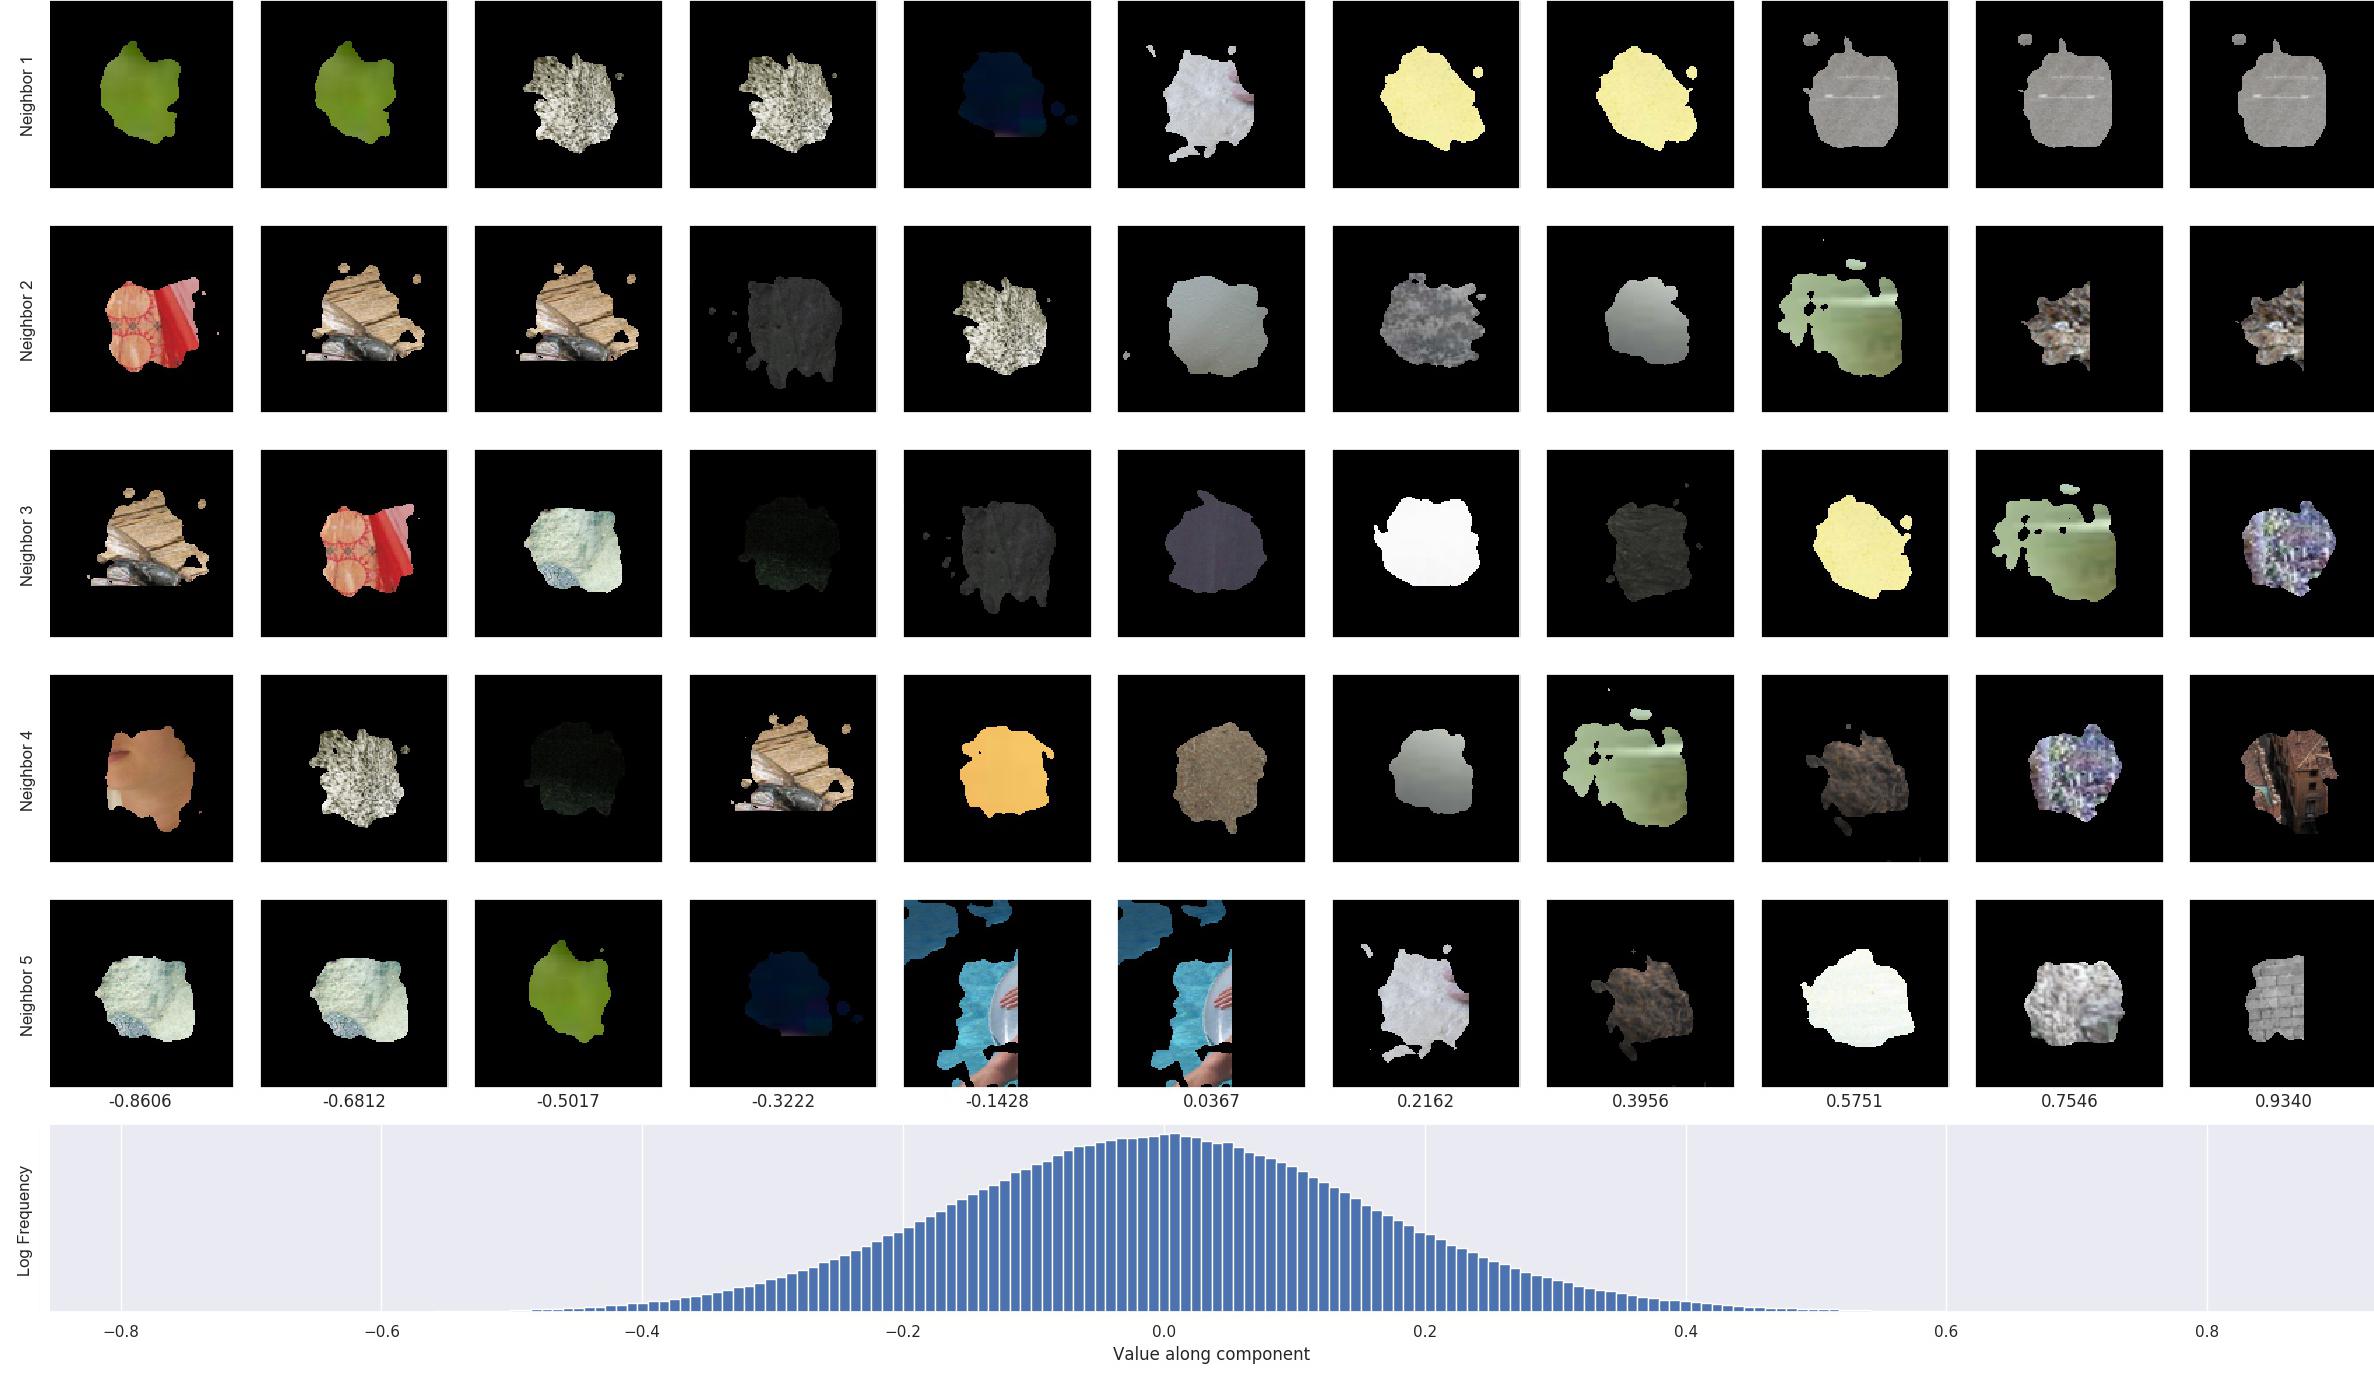 Neighbor 1
Neighbor 2
Neighbor 3
Neighbor 4
Neighbor 5
-0.8606 -0.6812 -0.5017 -0.3222 -0.1428 0.0367 0.2162 0.3956 0.5751 0.7546 0.9340
Log Frequency
−0.8 −0.6 −0.4 −0.2 0.0 0.2 0.4 0.6 0.8
Value along component